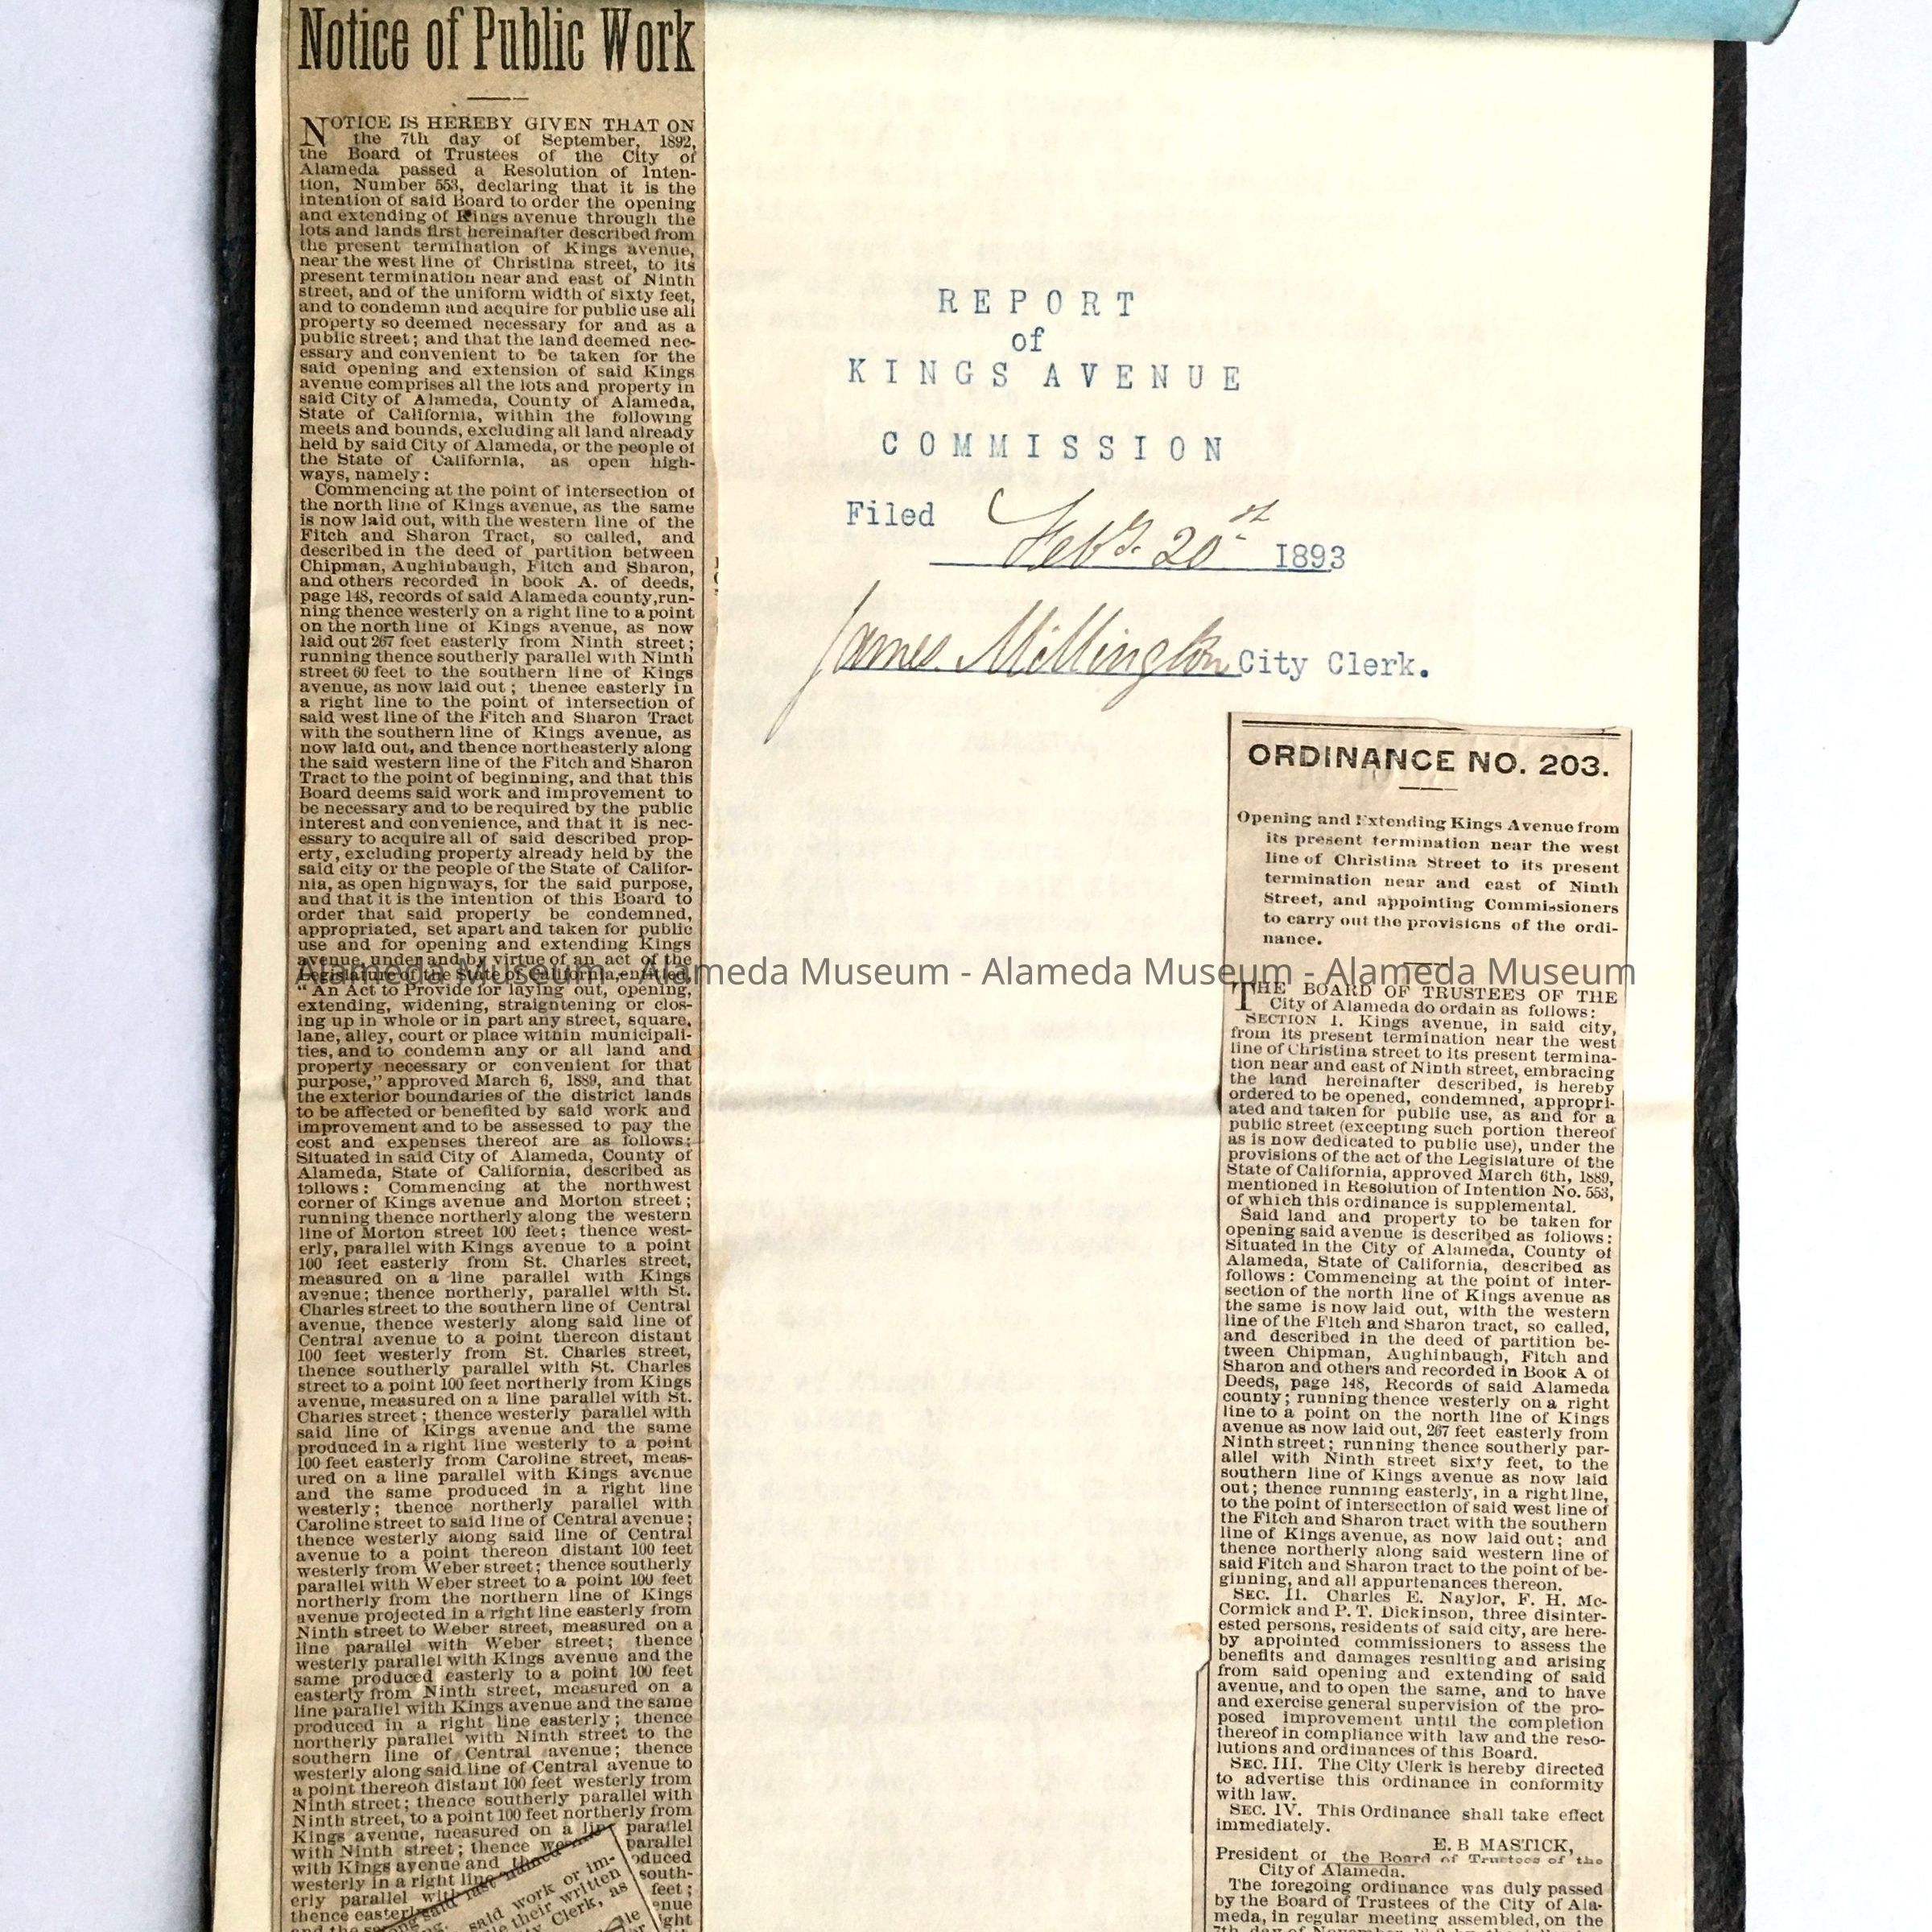 Notice of Public Work
NOTICE IS HEREBY GIVEN THAT ON
the 7th day of September, 1892,
the Board of Trustees of the City of
Alameda passed a Resolution of Inten-
tion, Number 553, declaring that it is the
intention of said Board to order the opening
and extending of Kings avenue through the
lots and lands first hereinafter described from
the present termination of Kings avenue,
near the west line of Christina street, to its
present termination near and east of Ninth
street, and of the uniform width of sixty feet,
and to condemn and acquire for public use all
property so deemed necessary for and as a
public street; and that the land deemed nec-
essary and convenient to be taken for the
said opening and extension of said Kings
avenue comprises all the lots and property in
said City of Alameda, County of Alameda,
State of California, within the following
meets and bounds, excluding all land already
held by said City of Alameda, or the people of
the State of California, as open high-
ways, namely:
Commencing at the point of intersection of
the north line of Kings avenue, as the same
is now laid out, with the western line of the
Fitch and Sharon Tract, so called, and
described in the deed of partition between
Chipman, Aughinbaugh, Fitch and Sharon,
and others recorded in book A. of deeds,
page 148, records of said Alameda county,run-
ning thence westerly on a right line to a point
on the north line of Kings avenue, as now
laid out 267 feet easterly from Ninth street;
running thence southerly parallel with Ninth
street 60 feet to the southern line of Kings
avenue, as now laid out; thence easterly in
a right line to the point of intersection of
said west line of the Fitch and Sharon Tract
with the southern line of Kings avenue, as
now laid out, and thence northeasterly along
the said western line of the Fitch and Sharon
Tract to the point of beginning, and that this
Board deems said work and improvement to
be necessary and to be required by the public
interest and convenience, and that it is nec-
essary to acquire all of said described prop-
erty, excluding property already held by the
said city or the people of the State of Califor-
nia, as open highways, for the said purpose,
and that it is the intention of this Board to
order that said property be condemned,
appropriated, set apart and taken for public
use and for opening and extending Kings
avenue, under and by virtue of an act of the
Legislature of the State of California, entitled,
"An Act to Provide for laying out, opening,
extending, widening, straightening or clos-
ing up in whole or in part any street, square,
lane, alley, court or place within municipali-
ties, and to condemn any or all land and
property necessary or convenient for that
purpose," approved March 6, 1889, and that
the exterior boundaries of the district lands
to be affected or benefited by said work and
improvement and to be assessed to pay the
cost and expenses thereof are as follows:
Situated in said City of Alameda, County of
Alameda, State of California, described as
follows: Commencing at the northwest
corner of Kings avenue and Morton street;
running thence northerly along the western
line of Morton street 100 feet; thence west-
erly, parallel with Kings avenue to a point
100 feet easterly from St. Charles street,
measured on a line parallel with Kings
avenue; thence northerly, parallel with St.
Charles street to the southern line of Central
avenue, thence westerly along said line of
Central avenue to a point thereon distant
100 feet westerly from St. Charles street,
thence southerly parallel with St. Charles
street to a point 100 feet northerly from Kings
avenue, measured on a line parallel with St.
Charles street; thence westerly parallel with
said line of Kings avenue and the same
produced in a right line westerly to a point
100 feet easterly from Caroline street, meas-
ured on a line parallel with Kings avenue
and the same produced in a right line
westerly; thence northerly parallel with
Caroline street to said line of Central avenue;
thence westerly along said line of Central
avenue to a point thereon distant 100 feet
westerly from Weber street; thence southerly
parallel with Weber street to a point 100 feet
northerly from the northern line of Kings
avenue projected in a right line easterly from
Ninth street to Weber street, measured on a
line parallel with Weber street; thence
westerly parallel with Kings avenue and the
same produced easterly to a point 100 feet
easterly from Ninth street, measured on a
line parallel with Kings avenue and the same
produced in a right line easterly; thence
northerly parallel with Ninth street to the
southern line of Central avenue; thence
westerly along said line of Central avenue to
a point thereon distant 100 feet westerly from
Ninth street; thence southerly parallel with
Ninth street, to a point 100 feet northerly from
Kings avenue, measured on a line parallel
with Ninth street; thence parallel
with Kings avenue and
westerly in a right line
erly parallel with
thence easterly
said work or im-
their written
Clerk, as
south-
feet;
REPORT
of
KINGS AVENUE
COMMISSION
Filed Feby. 20th 1893
James Millington City Clerk.
ORDINANCE NO. 203.
Opening and Extending Kings Avenue from
its present termination near the west
line of Christina Street to its present
termination near and east of Ninth
Street, and appointing Commissioners
to carry out the provisions of the ordi-
nance.
THE BOARD OF TRUSTEES OF THE
City of Alameda do ordain as follows:
SECTION 1. Kings avenue, in said city,
from its present termination near the west
line of Christina street to its present termina-
tion near and east of Ninth street, embracing
the land hereinafter described, is hereby
ordered to be opened, condemned, appropri-
ated and taken for public use, as and for a
public street (excepting such portion thereof
as is now dedicated to public use), under the
provisions of the act of the Legislature of the
State of California, approved March 6th, 1889,
mentioned in Resolution of Intention No. 553,
of which this ordinance is supplemental.
Said land and property to be taken for
opening said avenue is described as follows:
Situated in the City of Alameda, County of
Alameda, State of California, described as
follows: Commencing at the point of inter-
section of the north line of Kings avenue as
the same is now laid out, with the western
line of the Fitch and Sharon tract, so called,
and described in the deed of partition be-
tween Chipman, Aughinbaugh, Fitch and
Sharon and others and recorded in Book A of
Deeds, page 148, Records of said Alameda
county; running thence westerly on a right
line to a point on the north line of Kings
avenue as now laid out, 267 feet easterly from
Ninth street; running thence southerly par-
allel with Ninth street sixty feet, to the
southern line of Kings avenue as now laid
out; thence running easterly, in a right line,
to the point of intersection of said west line of
the Fitch and Sharon tract with the southern
line of Kings avenue, as now laid out; and
thence northerly along said western line of
said Fitch and Sharon tract to the point of be-
ginning, and all appurtenances thereon.
SEC. II. Charles E. Naylor, F. H. Mc-
Cormick and P. T. Dickinson, three disinter-
ested persons, residents of said city, are here-
by appointed commissioners to assess the
benefits and damages resulting and arising
from said opening and extending of said
avenue, and to open the same, and to have
and exercise general supervision of the pro-
posed improvement until the completion
thereof in compliance with law and the reso-
lutions and ordinances of this Board.
SEC. III. The City Clerk is hereby directed
to advertise this ordinance in conformity
with law.
SEC. IV. This Ordinance shall take effect
immediately.
E. B MASTICK,
President of the Board of Trustees of the
City of Alameda.
The foregoing ordinance was duly passed
by the Board of Trustees of the City of Ala-
meda, in regular meeting assembled, on the
Alameda Museum - Alameda Museum - Alameda Museum - Alameda Museum